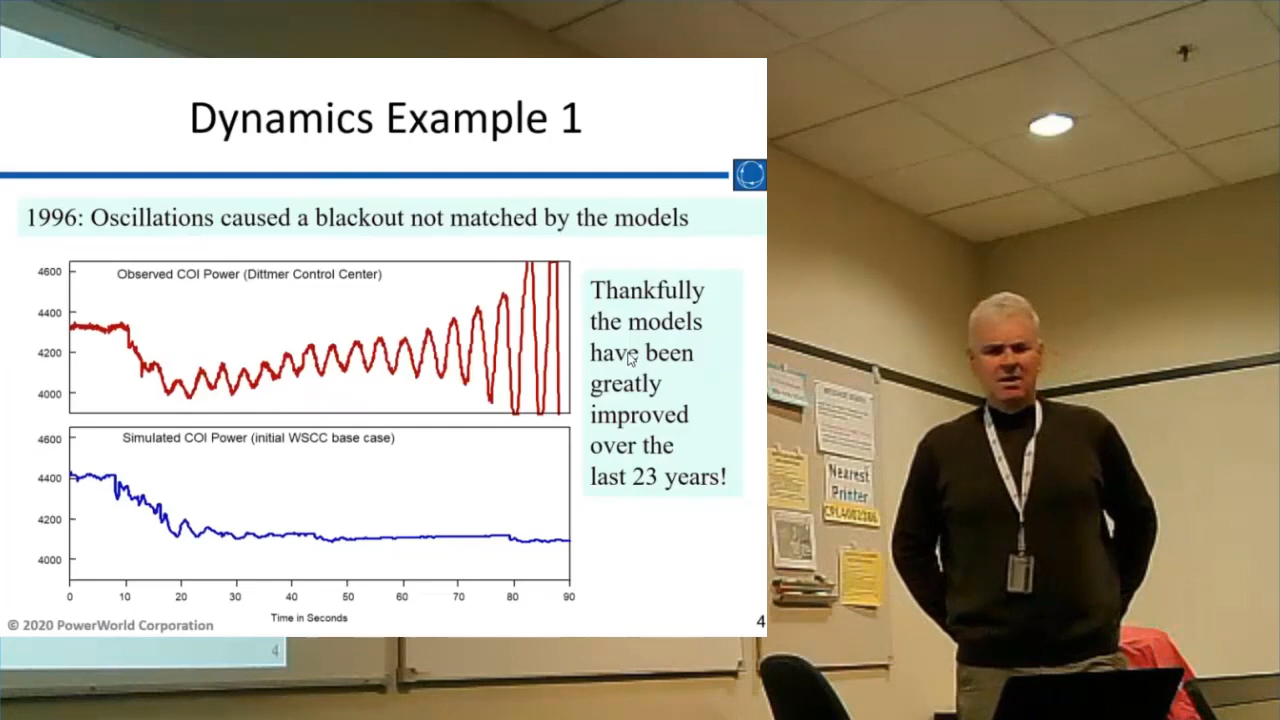 Dynamics Example 1
1996: Oscillations caused a blackout not matched by the models
4600
4400
4200
4000
Observed COI Power (Dittmer Control Center)
Thankfully
the models
have been
greatly
improved
over the
last 23 years!
4600
4400
4200
4000
Simulated COI Power (initial WSCC base case)
0 10 20 30 40 50 60 70 80 90
Time in Seconds
© 2020 PowerWorld Corporation
4
4
Nearest
Printer